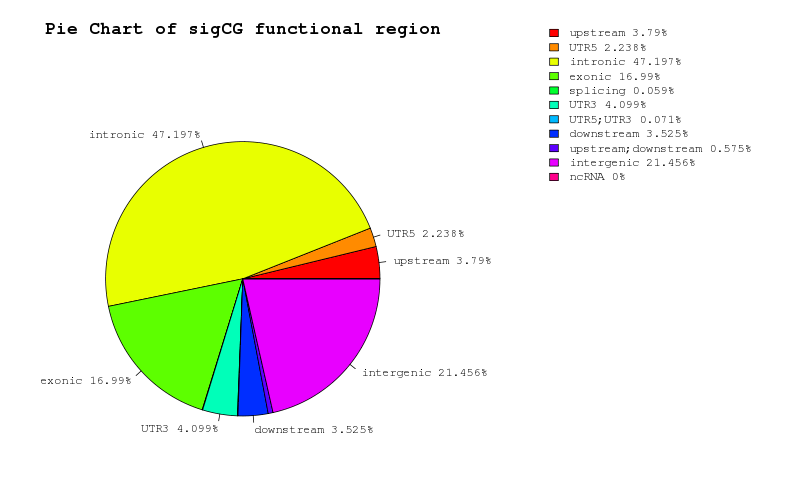 Pie Chart of sigCG functional region
upstream 3.79%
UTR5 2.238%
intronic 47.197%
exonic 16.99%
splicing 0.059%
UTR3 4.099%
UTR5;UTR3 0.071%
downstream 3.525%
upstream;downstream 0.575%
intergenic 21.456%
ncRNA 0%
intronic 47.197%
UTR5 2.238%
upstream 3.79%
intergenic 21.456%
exonic 16.99%
UTR3 4.099%
downstream 3.525%